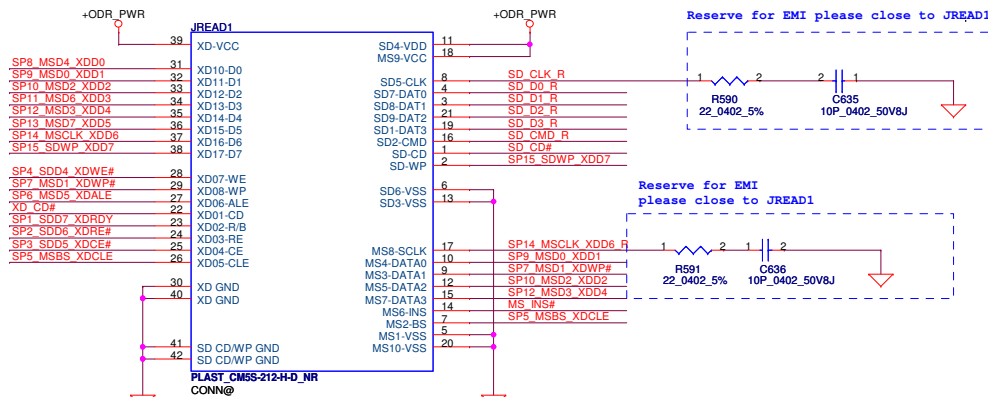 +ODR_PWR
+ODR_PWR
Reserve for EMI please close to JREAD1
JREAD1
39 XD-VCC
SD4-VDD 11
MS9-VCC 18
SP8_MSD4_XDD0 31 XD10-D0
SP9_MSD0_XDD1 32 XD11-D1
SP10_MSD2_XDD2 33 XD12-D2
SP11_MSD6_XDD3 34 XD13-D3
SP12_MSD3_XDD4 35 XD14-D4
SP13_MSD7_XDD5 36 XD15-D5
SP14_MSCLK_XDD6 37 XD16-D6
SP15_SDWP_XDD7 38 XD17-D7
SD5-CLK 8 SD_CLK_R
SD7-DAT0 4 SD_D0_R
SD8-DAT1 3 SD_D1_R
SD9-DAT2 21 SD_D2_R
SD1-DAT3 19 SD_D3_R
SD2-CMD 6 SD_CMD_R
SD-CD 1 SD_CD#
SD-WP 2 SP15_SDWP_XDD7
1 2 2 1
R590 C635
22_0402_5% 10P_0402_50V8J
SP4_SDD4_XDWE# 28 XD07-WE
SP7_MSD1_XDWP# 29 XD08-WP
SP6_MSD5_XDALE 27 XD06-ALE
XD_CD# 22 XD01-CD
SP1_SDD7_XDRDY 23 XD02-R/B
SP2_SDD6_XDRE# 24 XD03-RE
SP3_SDD5_XDCE# 25 XD04-CE
SP5_MSBS_XDCLE 26 XD05-CLE
SD6-VSS 6
SD3-VSS 13
Reserve for EMI
please close to JREAD1
MS8-SCLK 17 SP14_MSCLK_XDD6_R
MS4-DATA0 10 SP9_MSD0_XDD1
MS3-DATA1 9 SP7_MSD1_XDWP#
MS5-DATA2 12 SP10_MSD2_XDD2
MS7-DATA3 15 SP12_MSD3_XDD4
MS6-INS 14 MS_INS#
MS2-BS 7 SP5_MSBS_XDCLE
MS1-VSS 5
MS10-VSS 20
1 2 1 2
R591 C636
22_0402_5% 10P_0402_50V8J
30 XD GND
40 XD GND
41 SD CD/WP GND
42 SD CD/WP GND
PLAST_CM5S-212-H-D_NR
CONN@